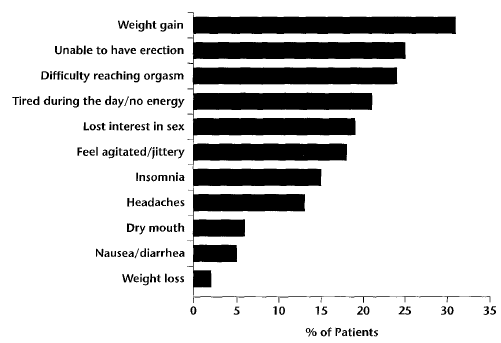 Weight gain
Unable to have erection
Difficulty reaching orgasm
Tired during the day/no energy
Lost interest in sex
Feel agitated/jittery
Insomnia
Headaches
Dry mouth
Nausea/diarrhea
Weight loss
0 5 10 15 20 25 30 35
% of Patients